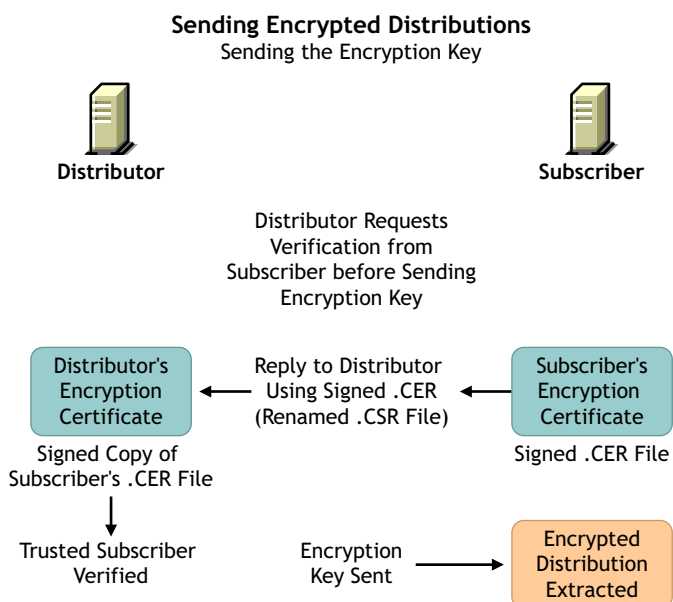 Sending Encrypted Distributions
Sending the Encryption Key
Distributor
Subscriber
Distributor Requests
Verification from
Subscriber before Sending
Encryption Key
Distributor's
Encryption
Certificate
Reply to Distributor
Using Signed .CER
(Renamed .CSR File)
Subscriber's
Encryption
Certificate
Signed Copy of
Subscriber's .CER File
Signed .CER File
Trusted Subscriber
Verified
Encryption
Key Sent
Encrypted
Distribution
Extracted